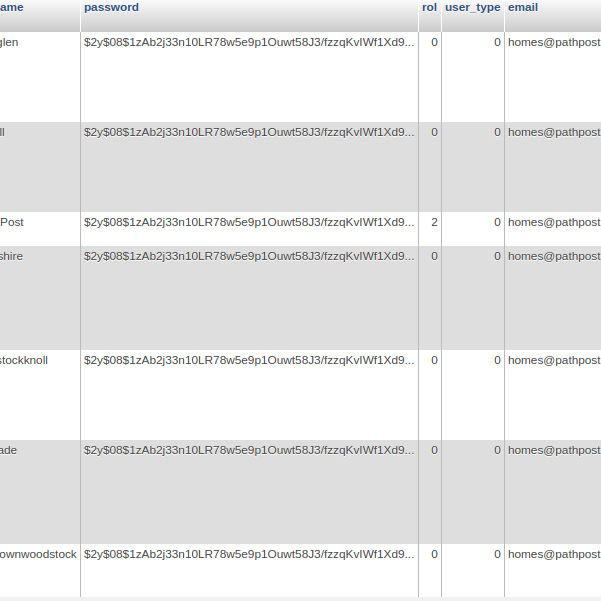 ame password rol user_type email
glen $2y$08$1zAb2j33n10LR78w5e9p1Ouwt58J3/fzzqKvIWf1Xd9... 0 0 homes@pathpost
ll $2y$08$1zAb2j33n10LR78w5e9p1Ouwt58J3/fzzqKvIWf1Xd9... 0 0 homes@pathpost
Post $2y$08$1zAb2j33n10LR78w5e9p1Ouwt58J3/fzzqKvIWf1Xd9... 2 0 homes@pathpost
shire $2y$08$1zAb2j33n10LR78w5e9p1Ouwt58J3/fzzqKvIWf1Xd9... 0 0 homes@pathpost
stockknoll $2y$08$1zAb2j33n10LR78w5e9p1Ouwt58J3/fzzqKvIWf1Xd9... 0 0 homes@pathpost
ade $2y$08$1zAb2j33n10LR78w5e9p1Ouwt58J3/fzzqKvIWf1Xd9... 0 0 homes@pathpost
ownwoodstock $2y$08$1zAb2j33n10LR78w5e9p1Ouwt58J3/fzzqKvIWf1Xd9... 0 0 homes@pathpost